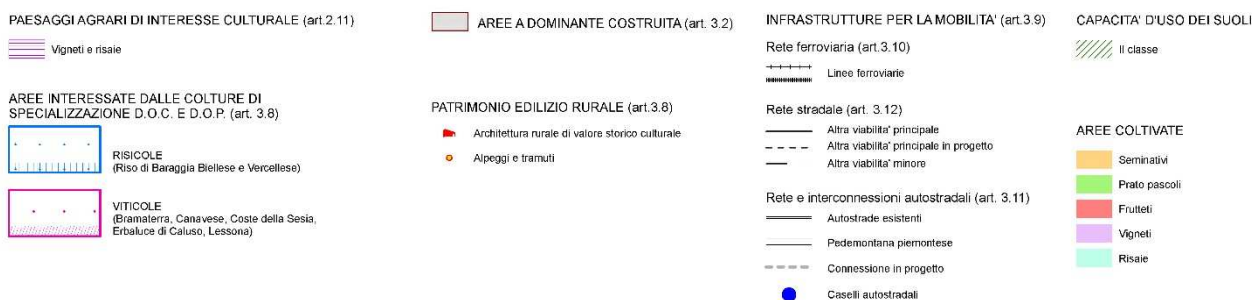 PAESAGGI AGRARI DI INTERESSE CULTURALE (art.2.11)
Vigneti e risaie
AREE INTERESSATE DALLE COLTURE DI
SPECIALIZZAZIONE D.O.C. E D.O.P. (art. 3.8)
RISICOLE
(Riso di Baraggia Biellese e Vercellese)
VITICOLE
(Bramaterra, Canavese, Coste della Sesia,
Erbaluce di Caluso, Lessona)
AREE A DOMINANTE COSTRUITA (art. 3.2)
PATRIMONIO EDILIZIO RURALE (art.3.8)
Architettura rurale di valore storico culturale
Alpeggi e tramuti
INFRASTRUTTURE PER LA MOBILITA' (art.3.9)
Rete ferroviaria (art.3.10)
Linee ferroviarie
Rete stradale (art. 3.12)
Altra viabilita' principale
Altra viabilita' principale in progetto
Altra viabilita' minore
Rete e interconnessioni autostradali (art. 3.11)
Autostrade esistenti
Pedemontana piemontese
Connessione in progetto
Caselli autostradali
CAPACITA' D'USO DEI SUOLI
II classe
AREE COLTIVATE
Seminativi
Prato pascoli
Frutteti
Vigneti
Risaie